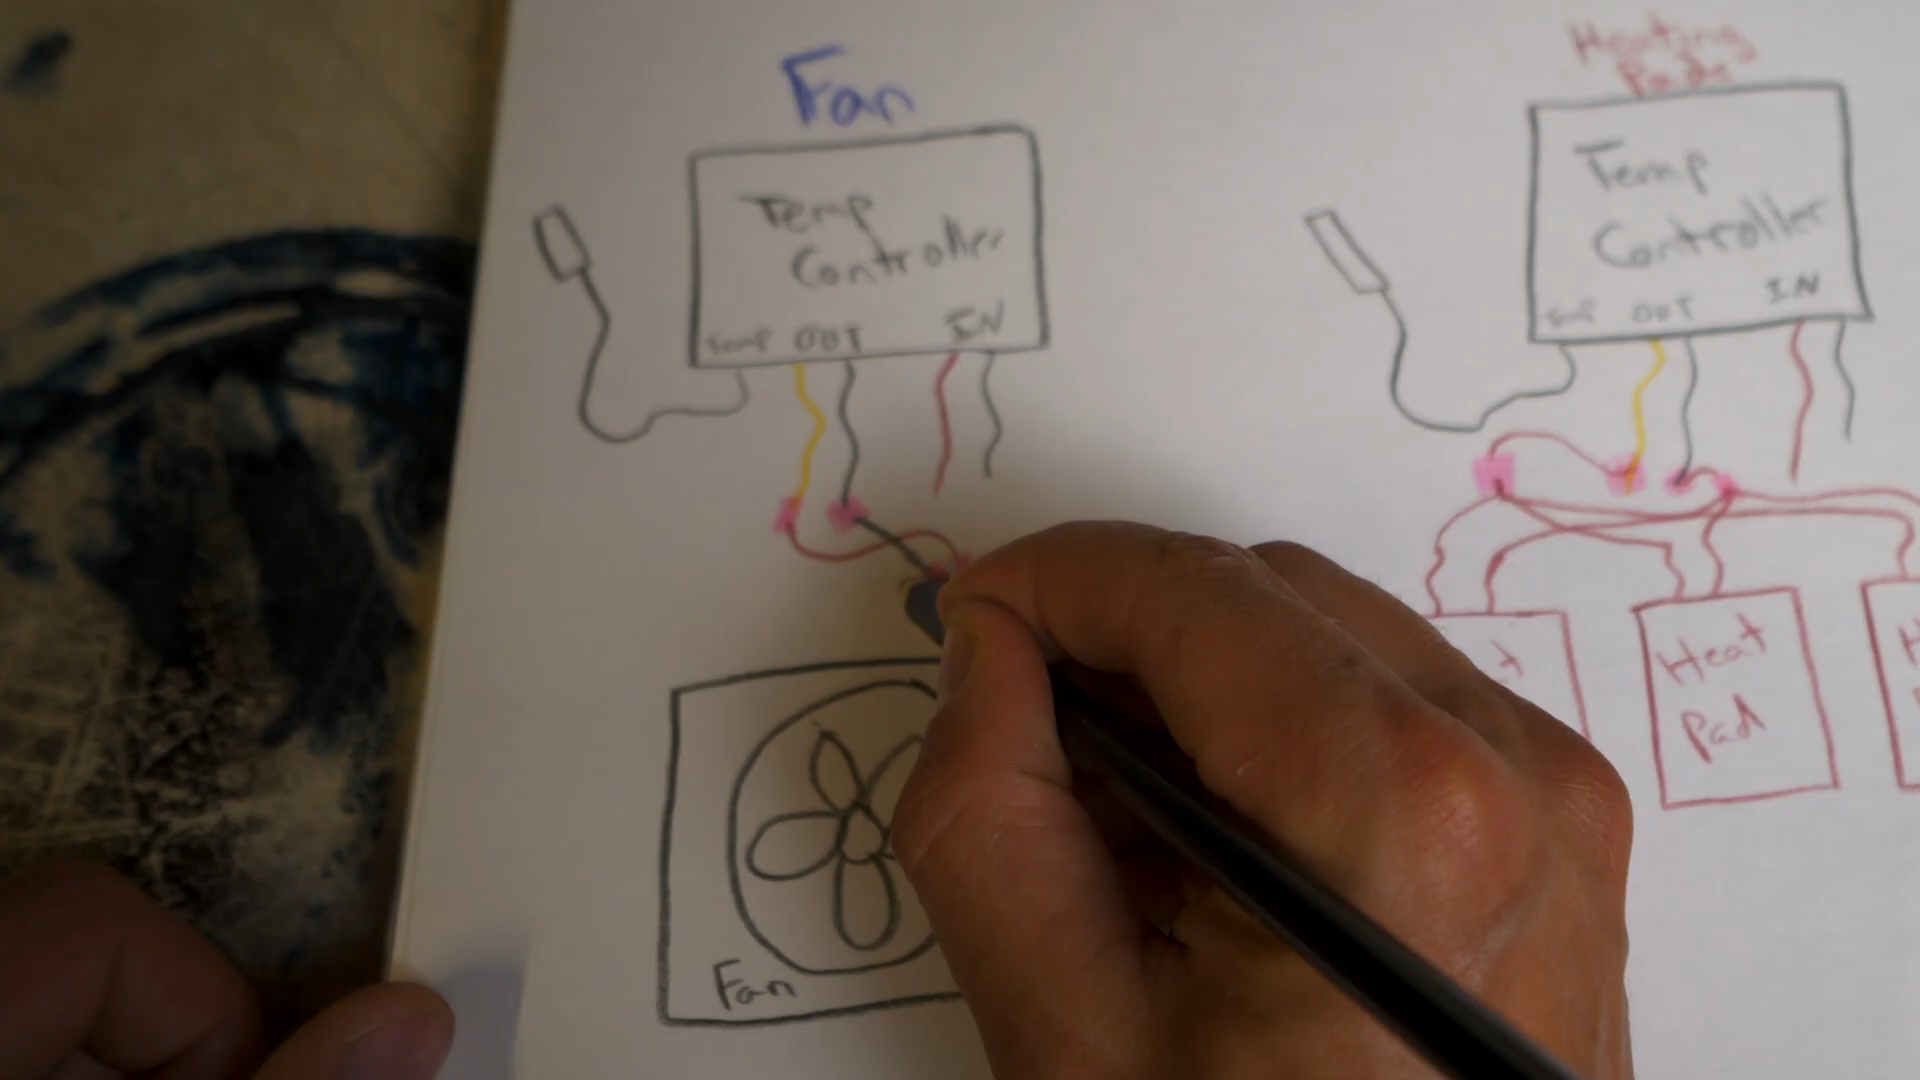 Fan
Temp
Controller
OUT
IN
Fan
Heating
Pads
Temp
Controller
OUT
IN
Heat
Pad